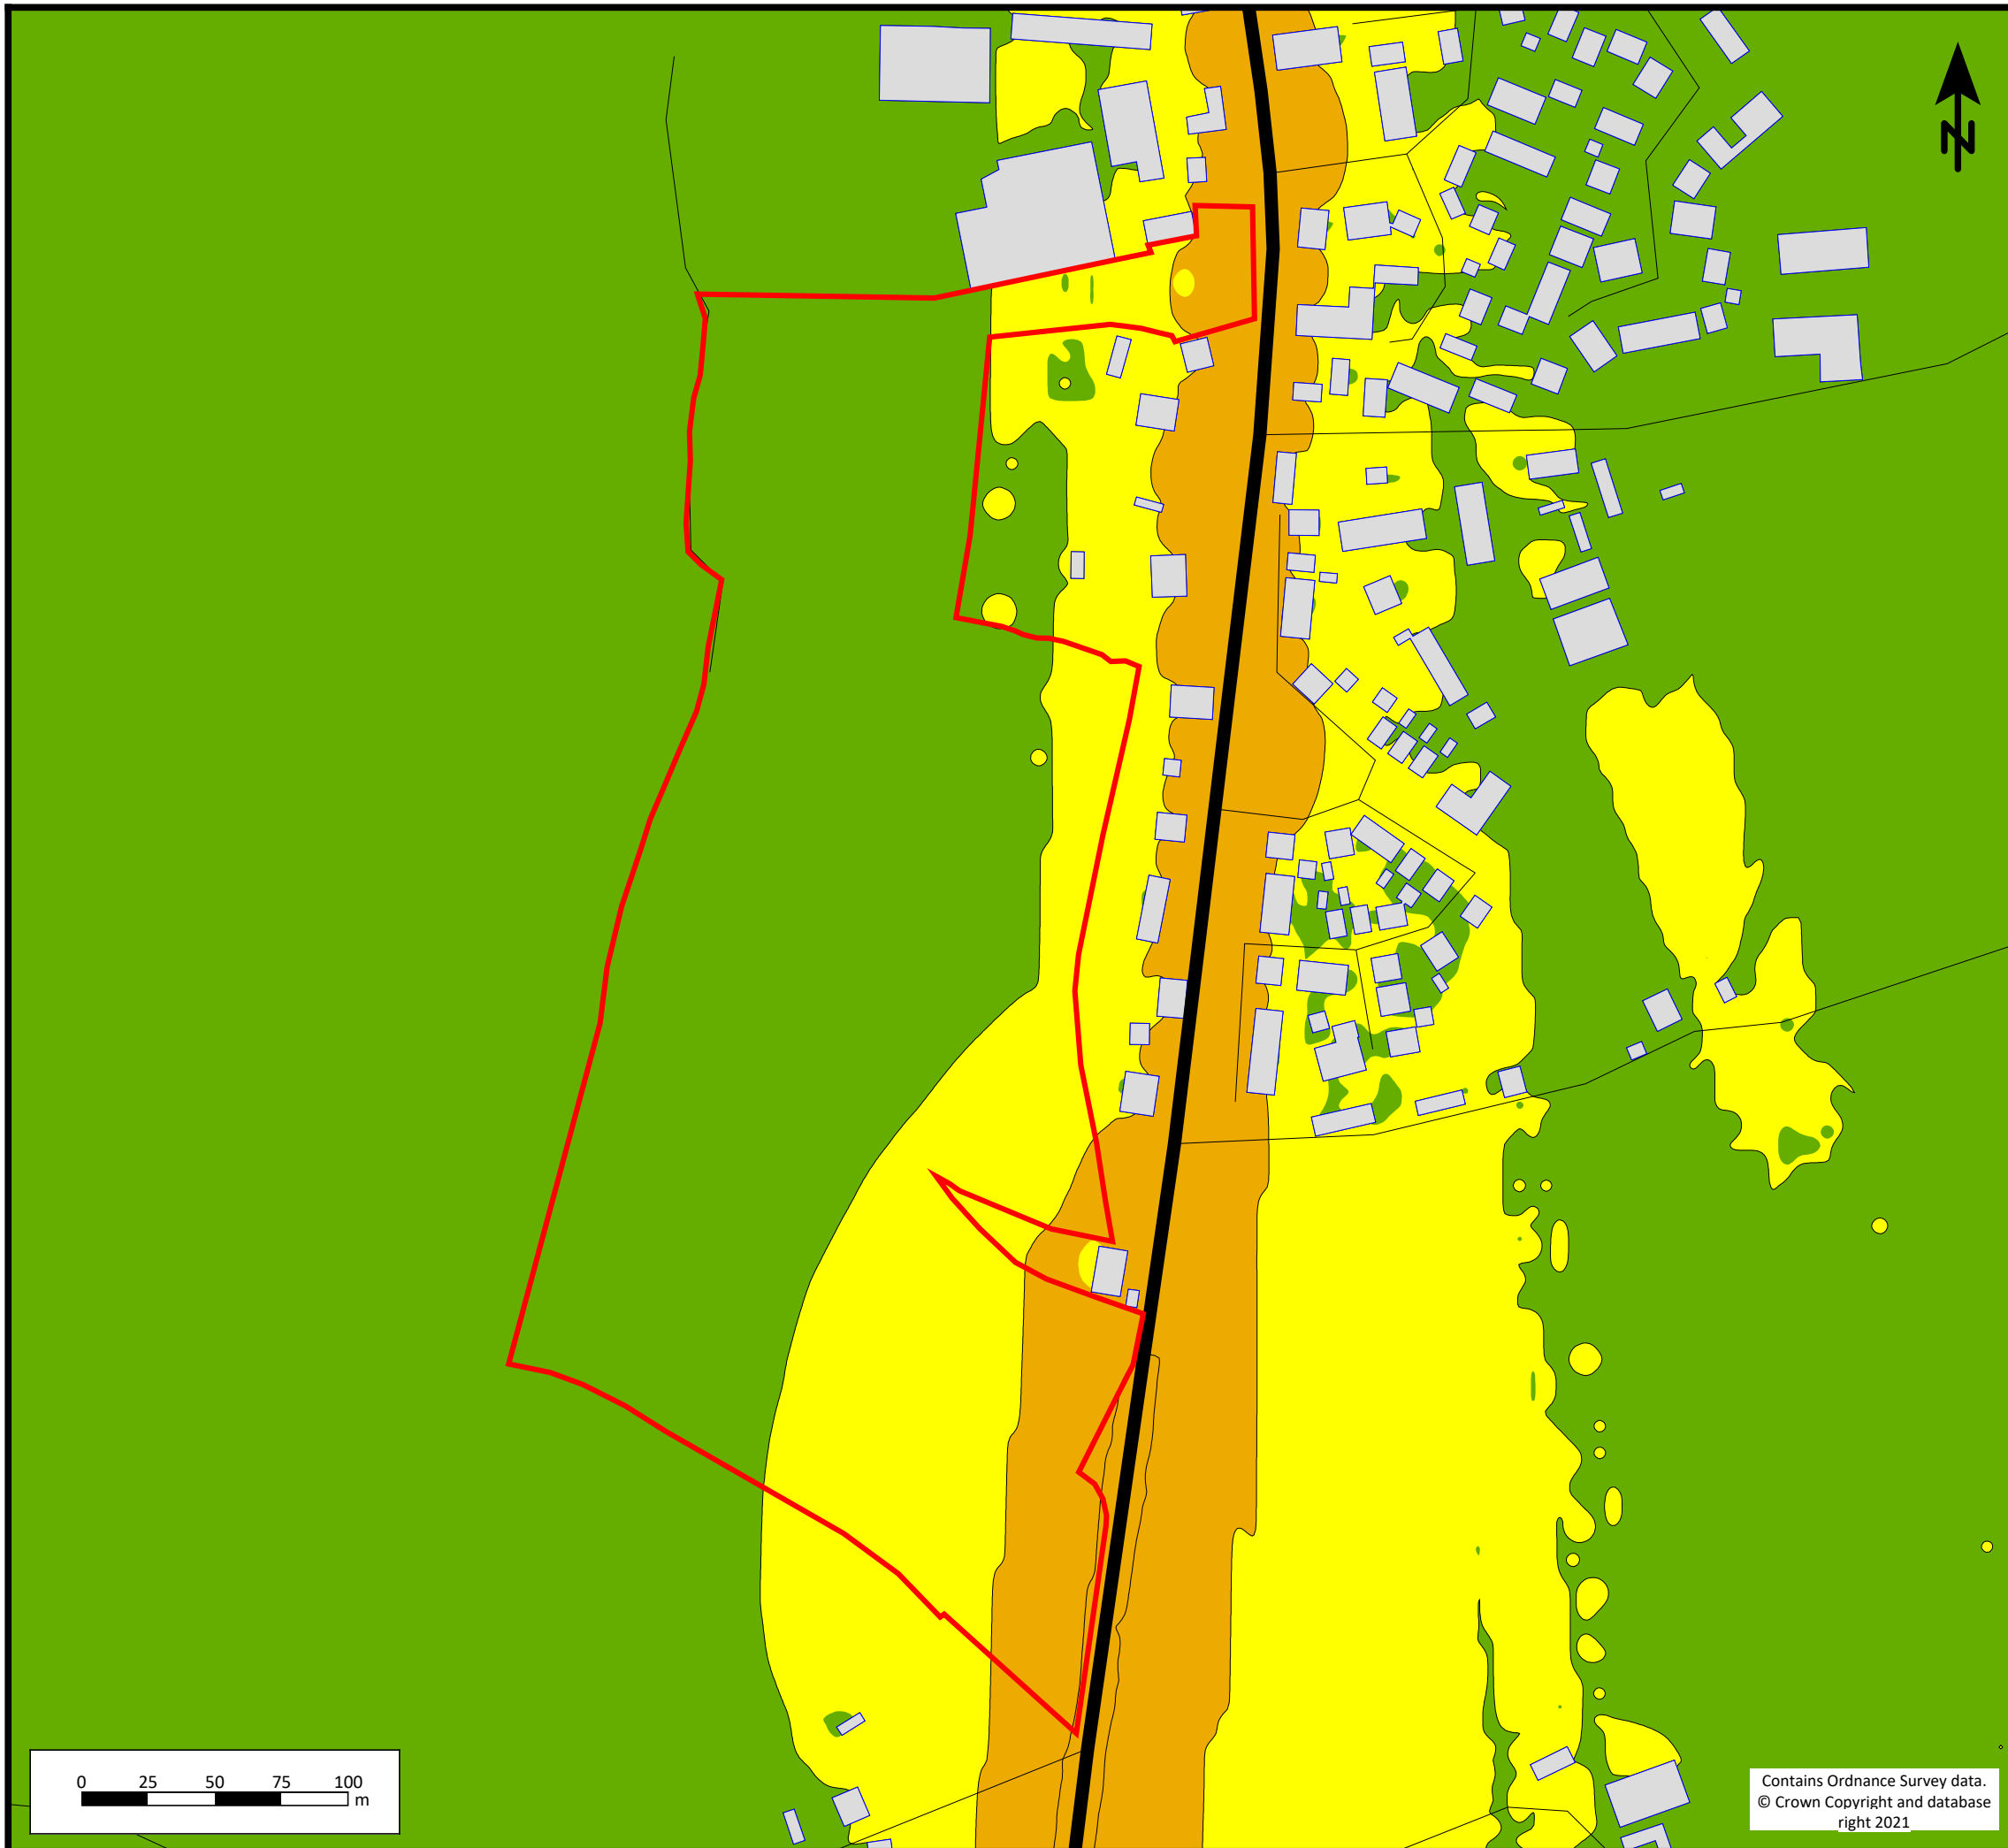 N
0 25 50 75 100
m
Contains Ordnance Survey data.
© Crown Copyright and database
right 2021